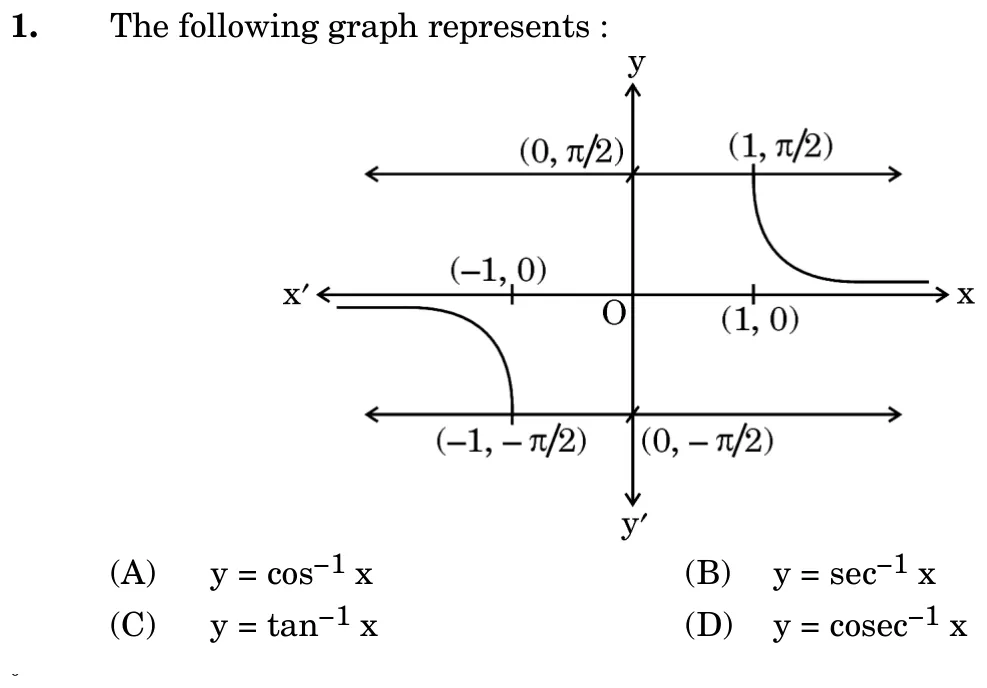 1. The following graph represents :
y
(0, π/2) (1, π/2)
(–1, 0)
x′ x
O (1, 0)
(–1, – π/2) (0, – π/2)
y′
(A) y = cos⁻¹ x (B) y = sec⁻¹ x
(C) y = tan⁻¹ x (D) y = cosec⁻¹ x